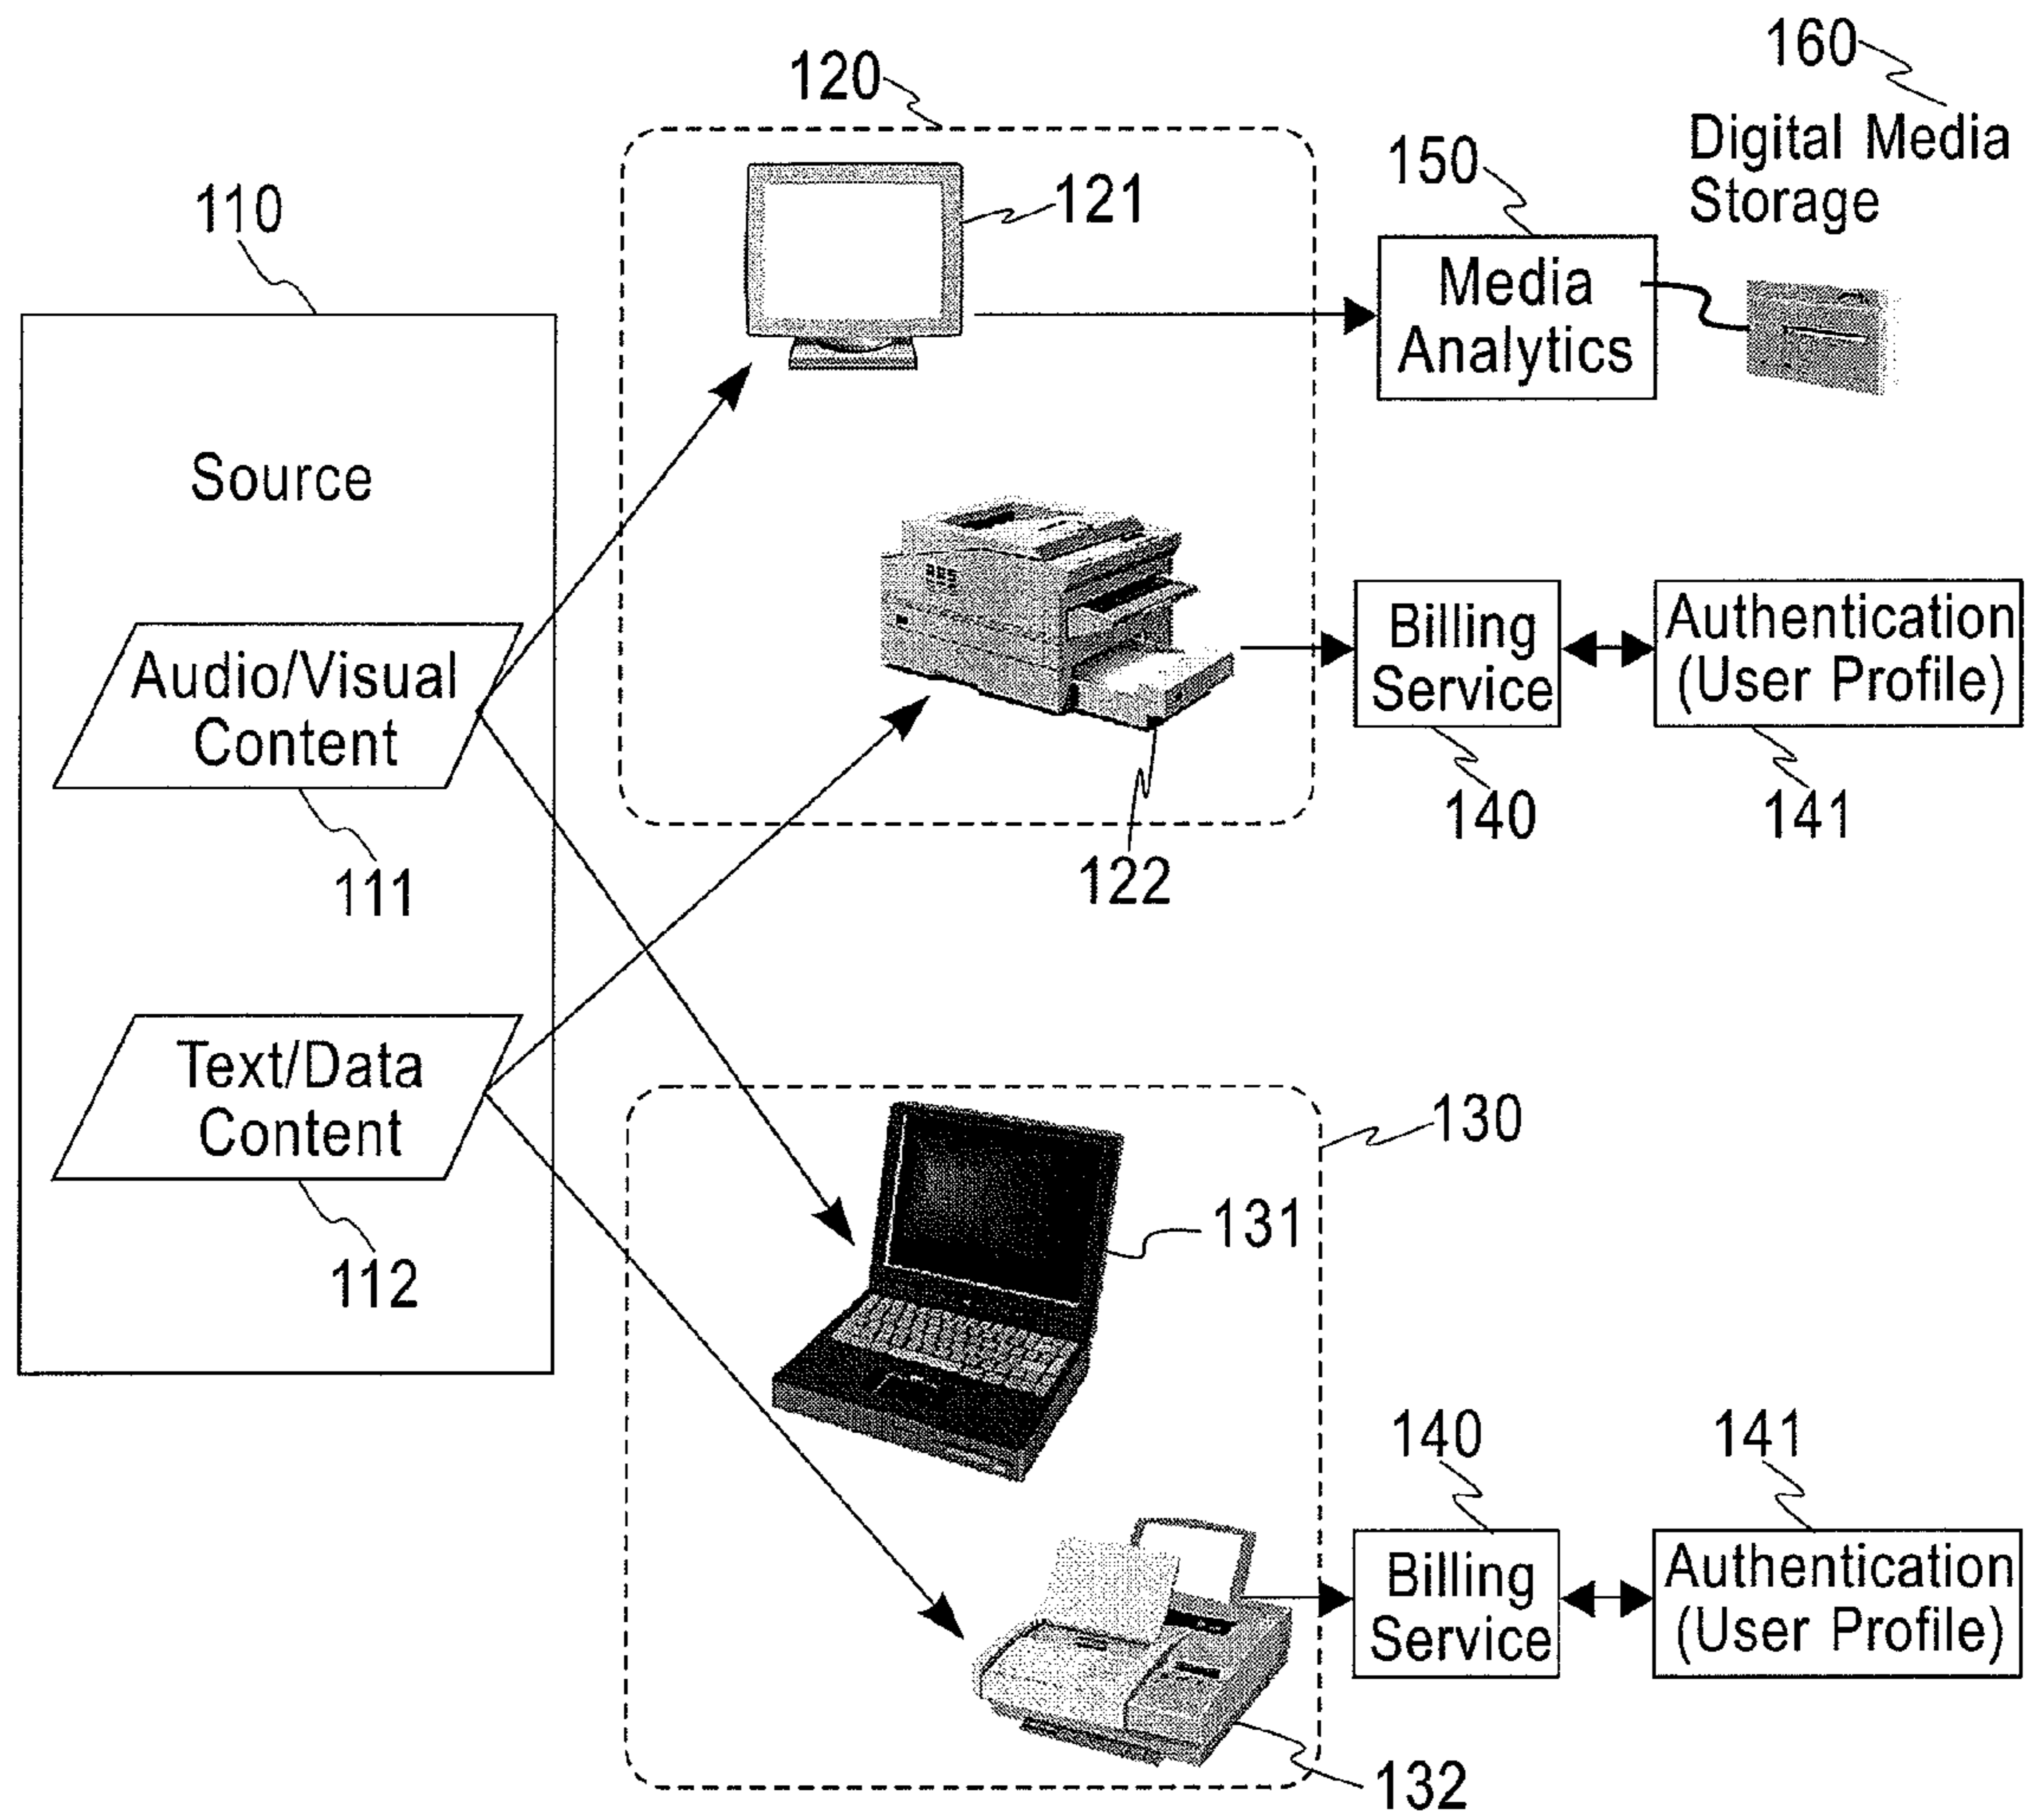 160
120
Digital Media
Storage
150
121
110
Media
Analytics
Source
Billing
Service
Authentication
(User Profile)
Audio/Visual
Content
140
141
111
122
Text/Data
Content
130
131
112
140
141
Billing
Service
Authentication
(User Profile)
132